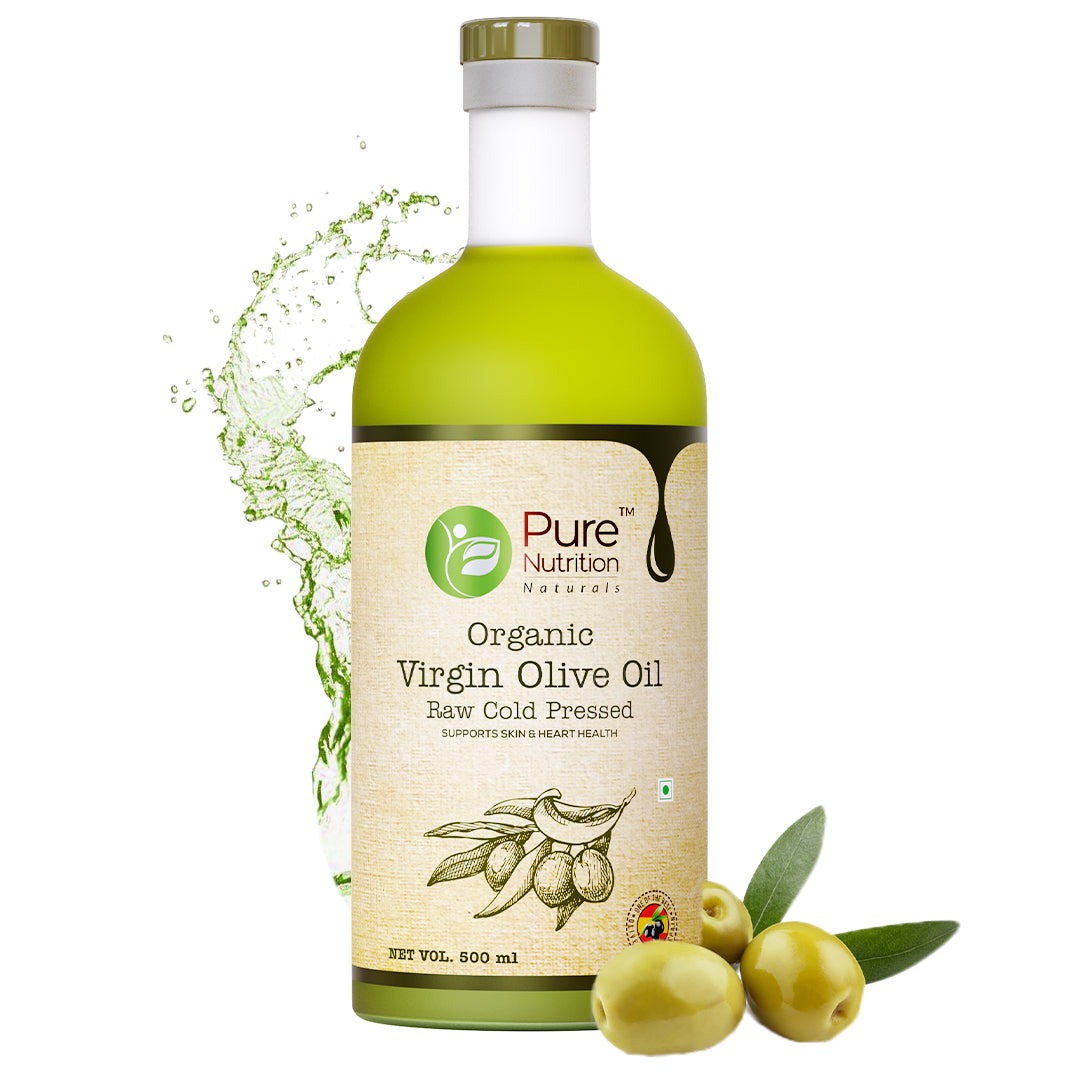 Pure™
Nutrition
Naturals
Organic
Virgin Olive Oil
Raw Cold Pressed
SUPPORTS SKIN & HEART HEALTH
NET VOL. 500 ml